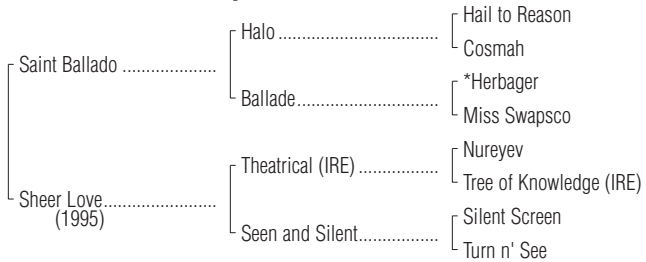 Hail to Reason
Halo ......................................
Cosmah
Saint Ballado .....................
*Herbager
Ballade..................................
Miss Swapsco
Nureyev
Theatrical (IRE) ...................
Tree of Knowledge (IRE)
Sheer Love.........................
(1995)
Silent Screen
Seen and Silent...................
Turn n' See